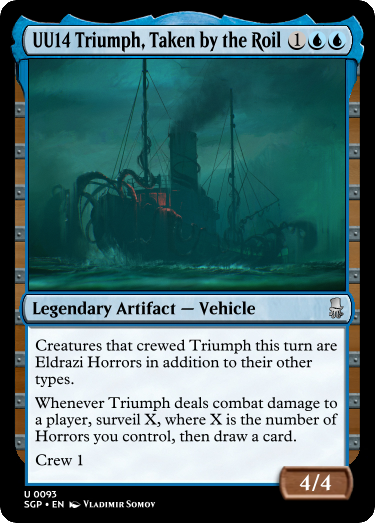 UU14 Triumph, Taken by the Roil 1
Legendary Artifact — Vehicle
Creatures that crewed Triumph this turn are
Eldrazi Horrors in addition to their other
types.
Whenever Triumph deals combat damage to
a player, surveil X, where X is the number of
Horrors you control, then draw a card.
Crew 1
4/4
U 0093
SGP • EN Vladimir Somov